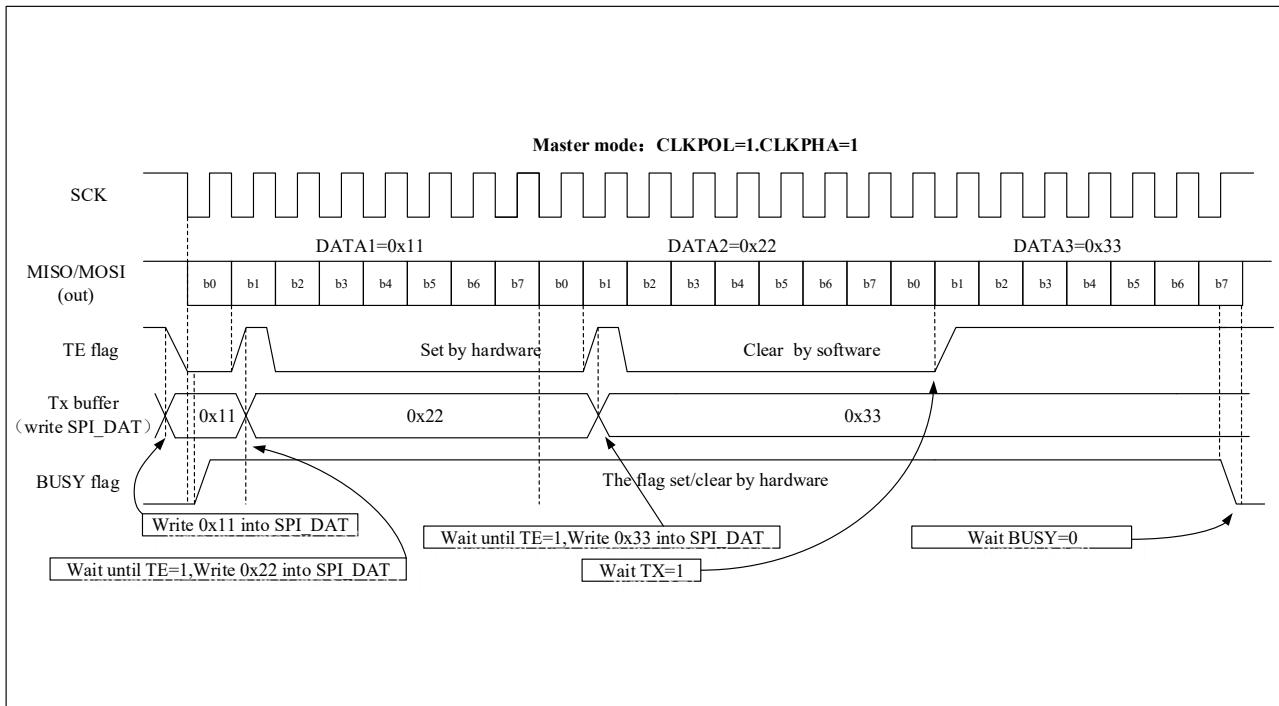 Master mode：CLKPOL=1.CLKPHA=1
SCK
DATA1=0x11 DATA2=0x22 DATA3=0x33
MISO/MOSI
(out)
b0 b1 b2 b3 b4 b5 b6 b7 b0 b1 b2 b3 b4 b5 b6 b7 b0 b1 b2 b3 b4 b5 b6 b7
TE flag Set by hardware Clear by software
Tx buffer
（write SPI_DAT）
0x11 0x22 0x33
BUSY flag The flag set/clear by hardware
Write 0x11 into SPI_DAT
Wait until TE=1,Write 0x33 into SPI_DAT
Wait BUSY=0
Wait until TE=1,Write 0x22 into SPI_DAT
Wait TX=1